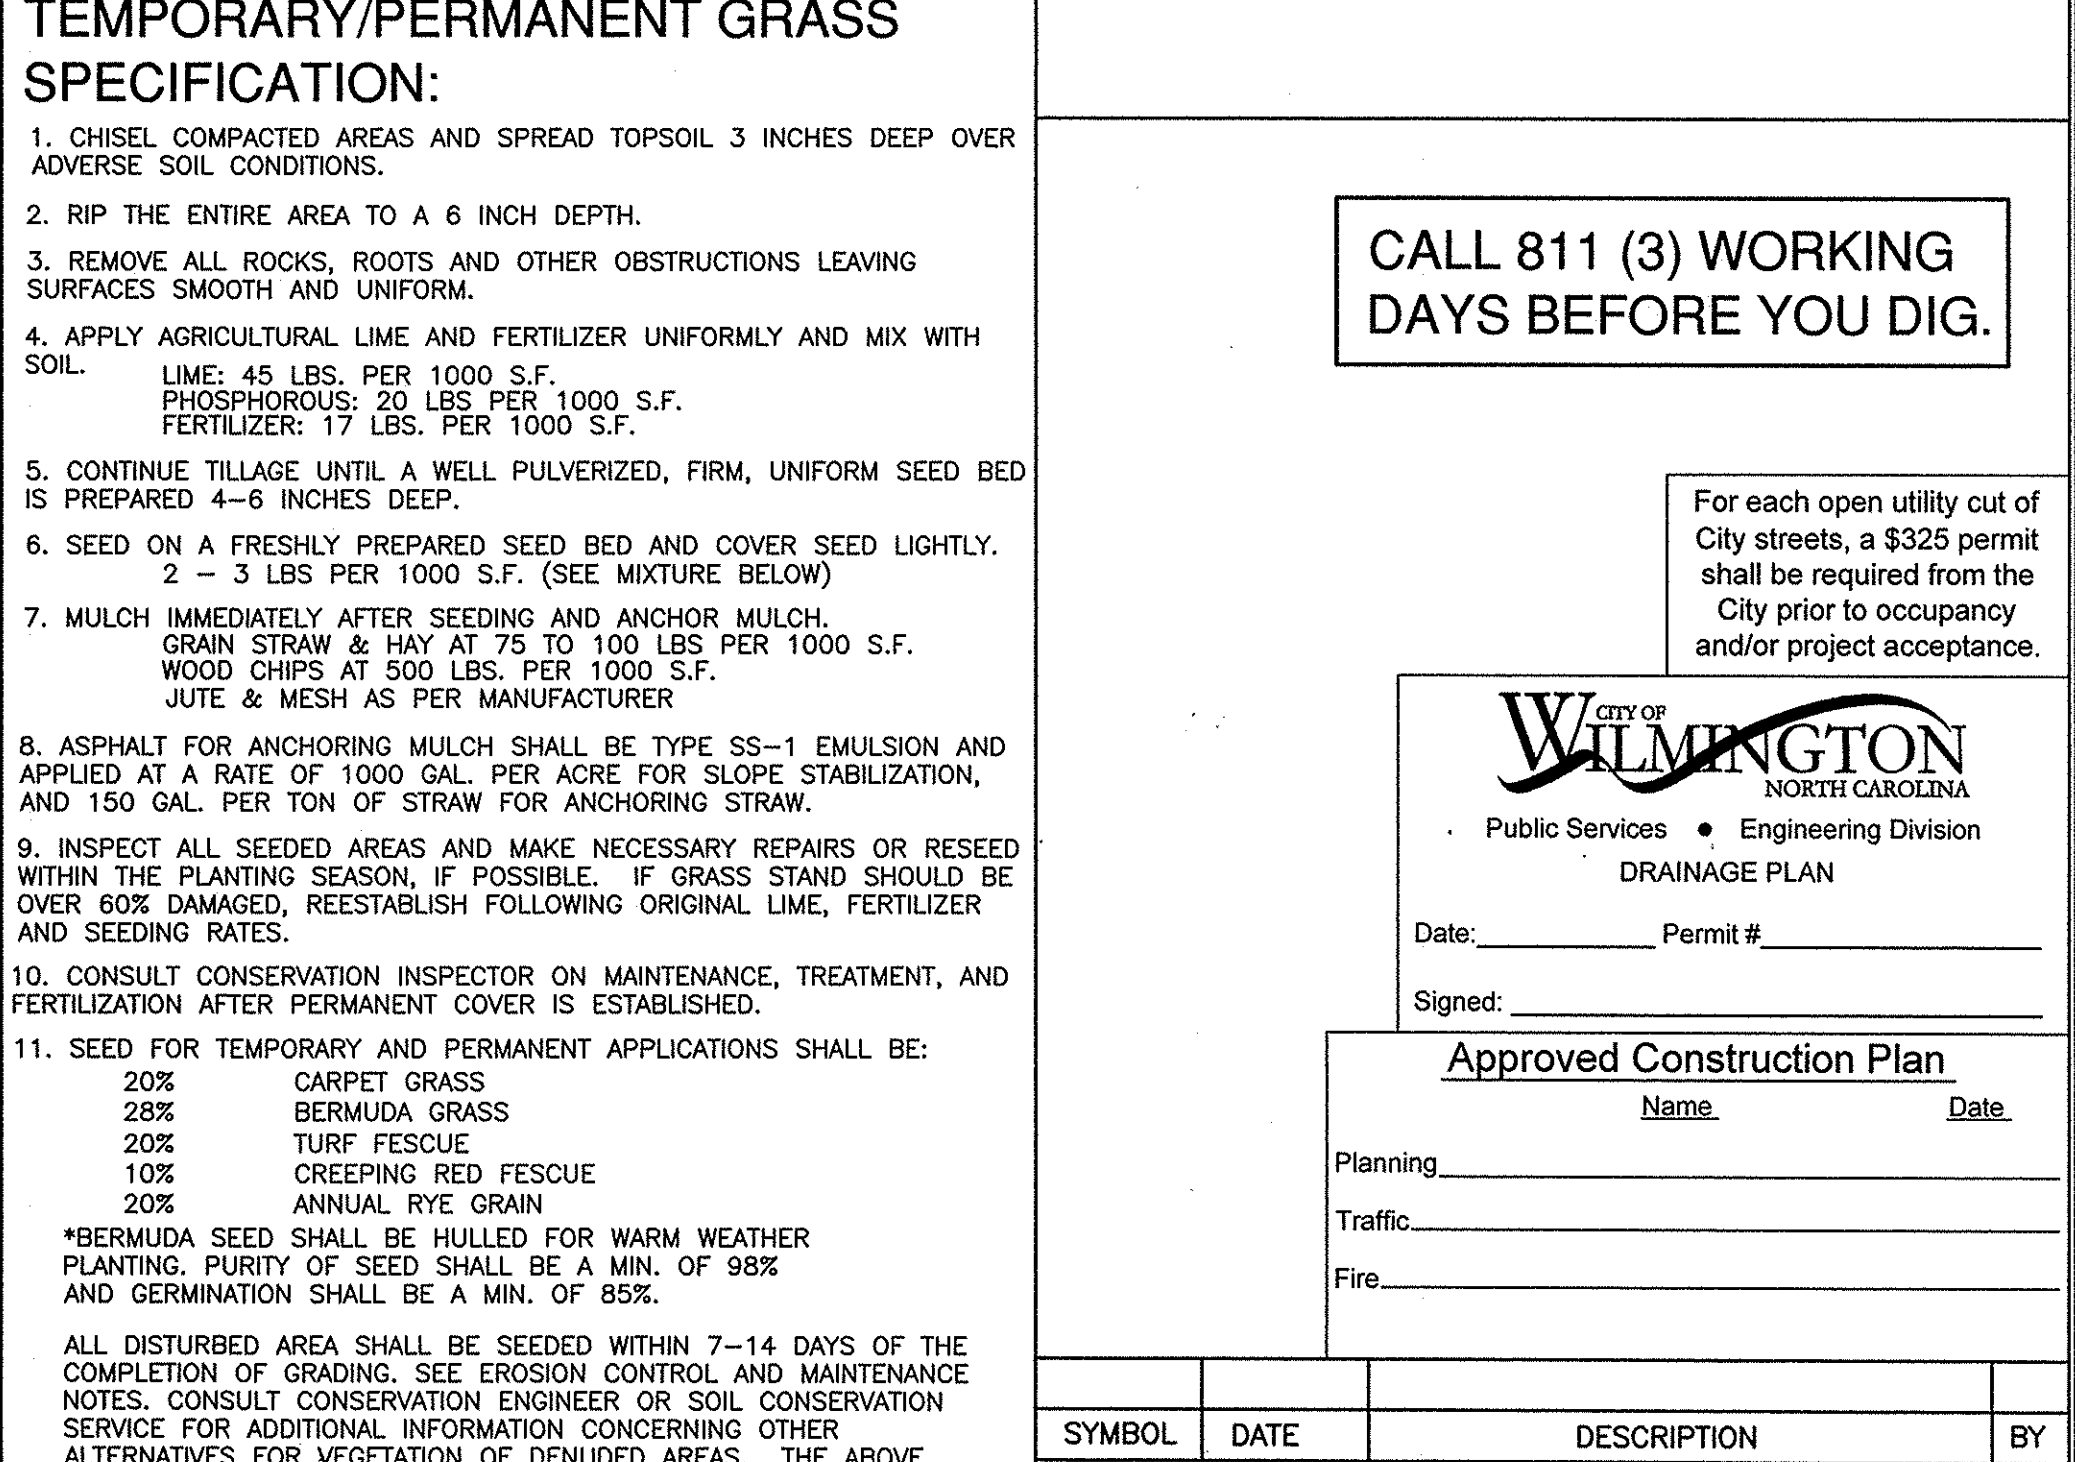 TEMPORARY/PERMANENT GRASS
SPECIFICATION:
1. CHISEL COMPACTED AREAS AND SPREAD TOPSOIL 3 INCHES DEEP OVER
ADVERSE SOIL CONDITIONS.
2. RIP THE ENTIRE AREA TO A 6 INCH DEPTH.
3. REMOVE ALL ROCKS, ROOTS AND OTHER OBSTRUCTIONS LEAVING
SURFACES SMOOTH AND UNIFORM.
4. APPLY AGRICULTURAL LIME AND FERTILIZER UNIFORMLY AND MIX WITH
SOIL.
LIME: 45 LBS. PER 1000 S.F.
PHOSPHOROUS: 20 LBS PER 1000 S.F.
FERTILIZER: 17 LBS. PER 1000 S.F.
5. CONTINUE TILLAGE UNTIL A WELL PULVERIZED, FIRM, UNIFORM SEED BED
IS PREPARED 4-6 INCHES DEEP.
6. SEED ON A FRESHLY PREPARED SEED BED AND COVER SEED LIGHTLY.
2 - 3 LBS PER 1000 S.F. (SEE MIXTURE BELOW)
7. MULCH IMMEDIATELY AFTER SEEDING AND ANCHOR MULCH.
GRAIN STRAW & HAY AT 75 TO 100 LBS PER 1000 S.F.
WOOD CHIPS AT 500 LBS. PER 1000 S.F.
JUTE & MESH AS PER MANUFACTURER
8. ASPHALT FOR ANCHORING MULCH SHALL BE TYPE SS-1 EMULSION AND
APPLIED AT A RATE OF 1000 GAL. PER ACRE FOR SLOPE STABILIZATION,
AND 150 GAL. PER TON OF STRAW FOR ANCHORING STRAW.
9. INSPECT ALL SEEDED AREAS AND MAKE NECESSARY REPAIRS OR RESEED
WITHIN THE PLANTING SEASON, IF POSSIBLE. IF GRASS STAND SHOULD BE
OVER 60% DAMAGED, REESTABLISH FOLLOWING ORIGINAL LIME, FERTILIZER
AND SEEDING RATES.
10. CONSULT CONSERVATION INSPECTOR ON MAINTENANCE, TREATMENT, AND
FERTILIZATION AFTER PERMANENT COVER IS ESTABLISHED.
11. SEED FOR TEMPORARY AND PERMANENT APPLICATIONS SHALL BE:
20% CARPET GRASS
28% BERMUDA GRASS
20% TURF FESCUE
10% CREEPING RED FESCUE
20% ANNUAL RYE GRAIN
*BERMUDA SEED SHALL BE HULLED FOR WARM WEATHER
PLANTING. PURITY OF SEED SHALL BE A MIN. OF 98%
AND GERMINATION SHALL BE A MIN. OF 85%.
ALL DISTURBED AREA SHALL BE SEEDED WITHIN 7-14 DAYS OF THE
COMPLETION OF GRADING. SEE EROSION CONTROL AND MAINTENANCE
NOTES. CONSULT CONSERVATION ENGINEER OR SOIL CONSERVATION
SERVICE FOR ADDITIONAL INFORMATION CONCERNING OTHER
ALTERNATIVES FOR VEGETATION OF DENUDED AREAS. THE ABOVE
CALL 811 (3) WORKING
DAYS BEFORE YOU DIG.
For each open utility cut of
City streets, a $325 permit
shall be required from the
City prior to occupancy
and/or project acceptance.
CITY OF
WILMINGTON
NORTH CAROLINA
Public Services ● Engineering Division
DRAINAGE PLAN
Date: Permit #
Signed:
Approved Construction Plan
Name Date
Planning
Traffic
Fire
SYMBOL DATE DESCRIPTION BY